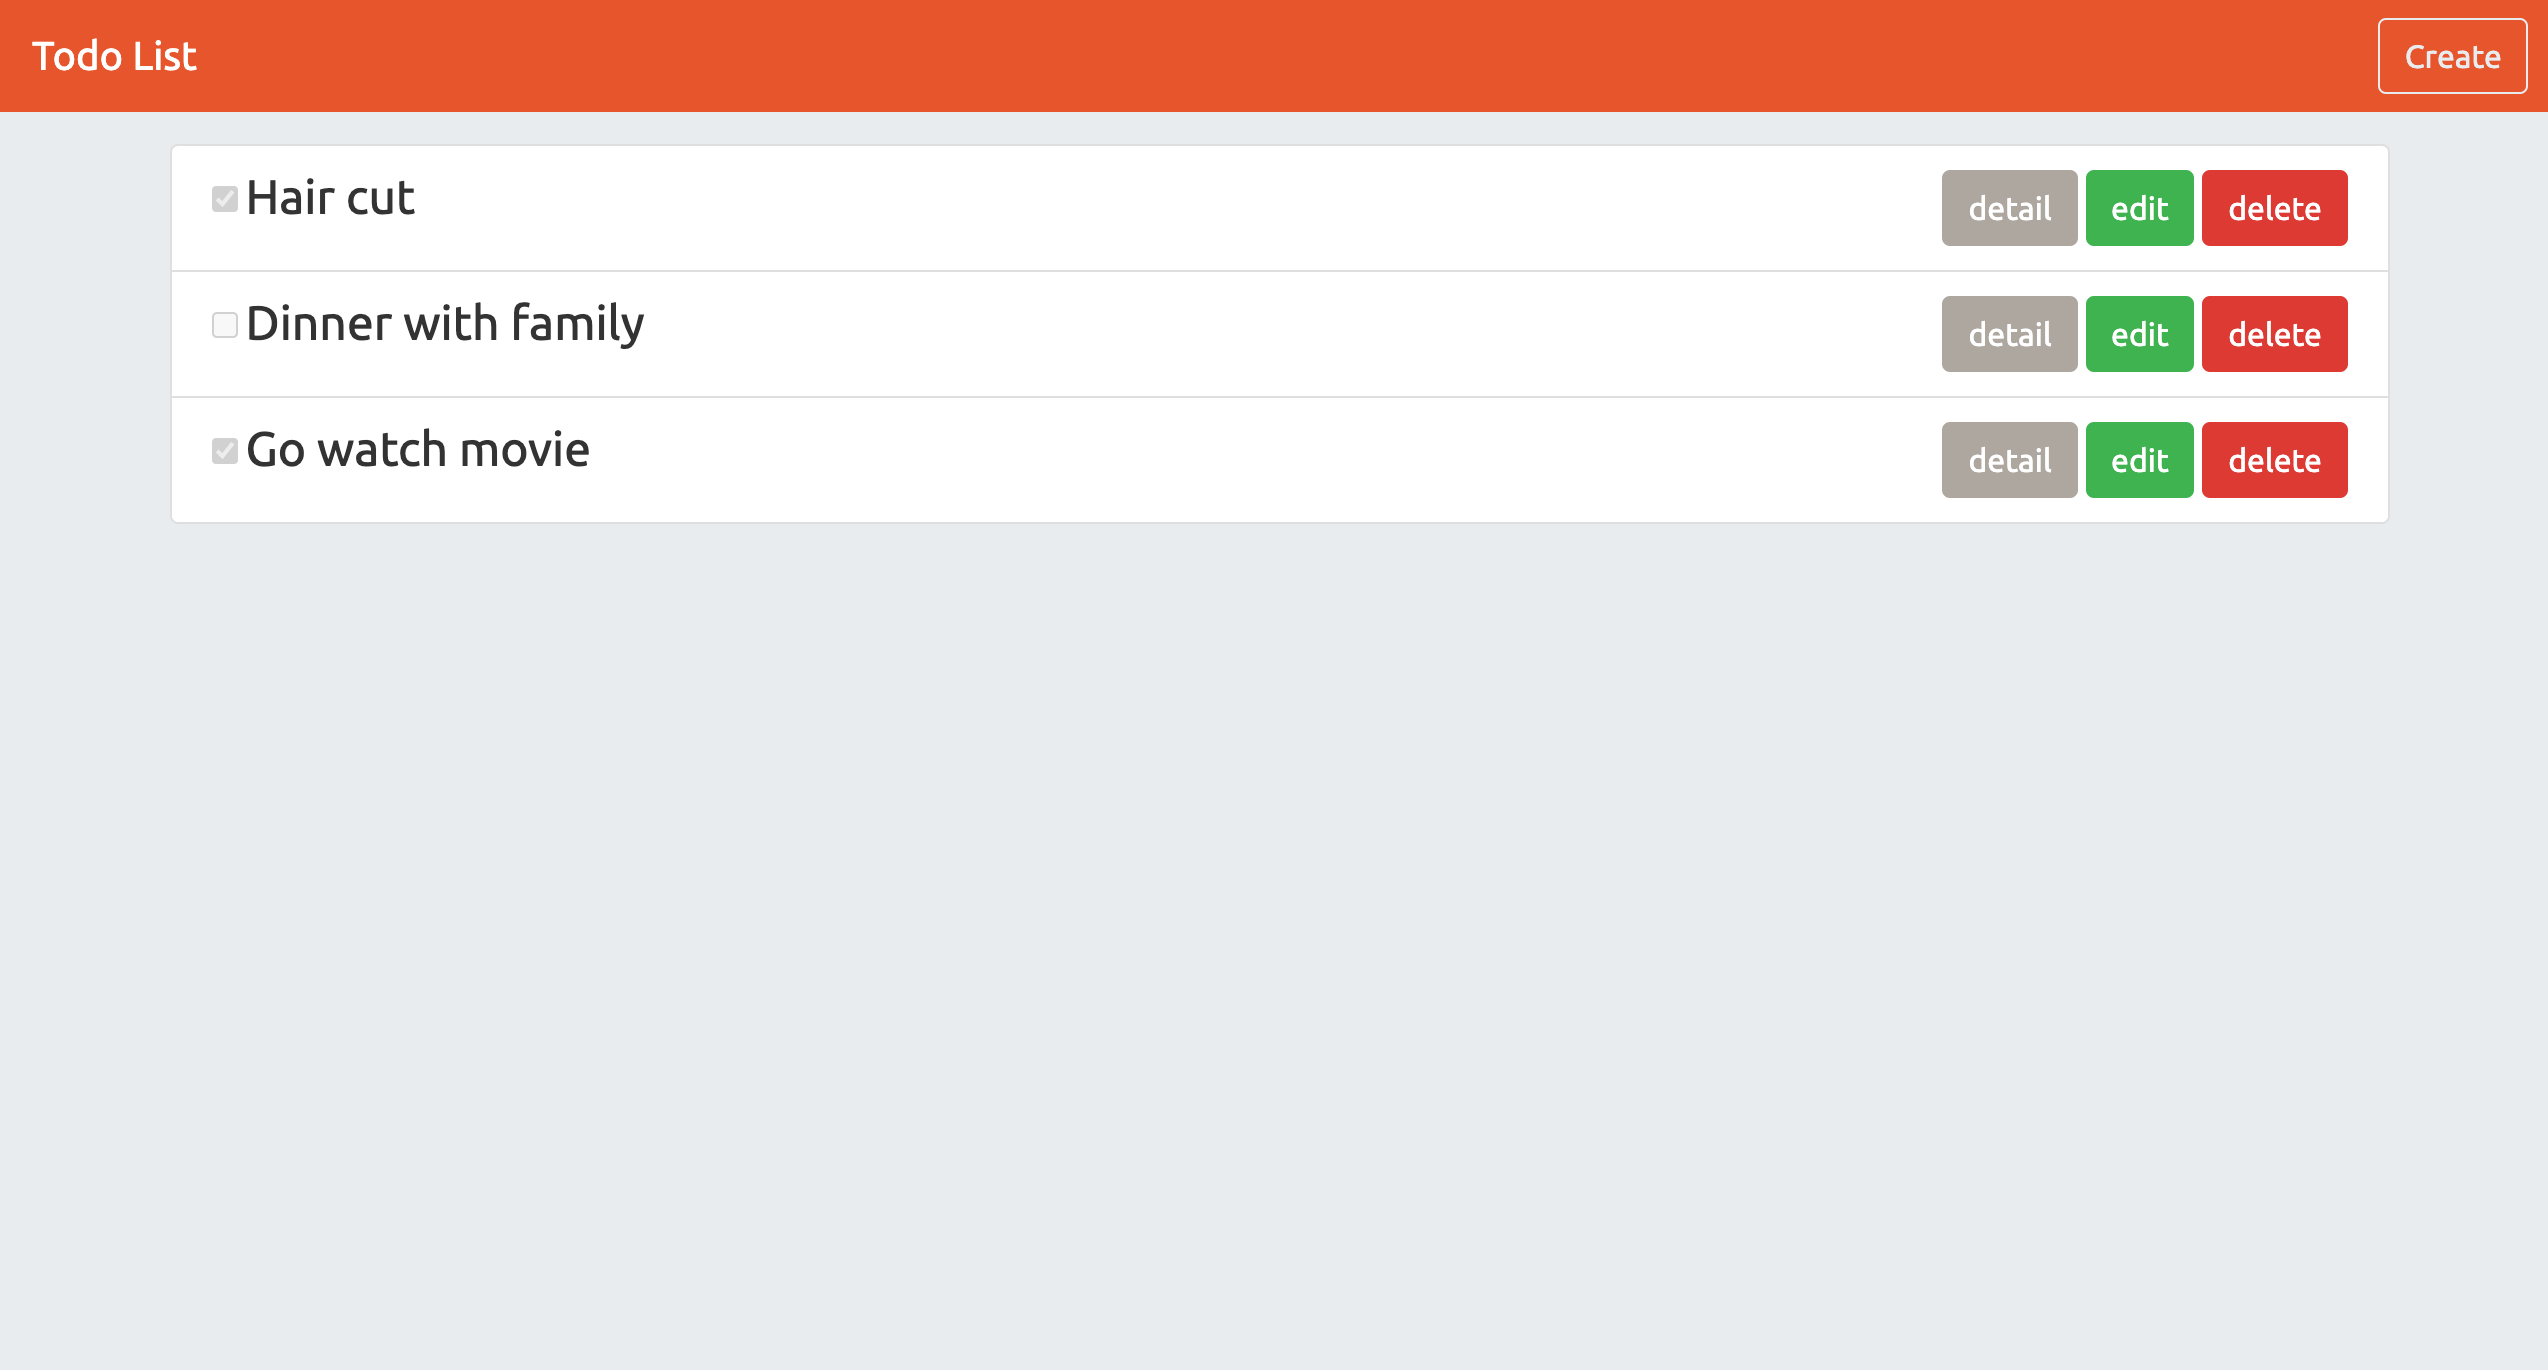 Todo List Create
Hair cut detail edit delete
Dinner with family detail edit delete
Go watch movie detail edit delete